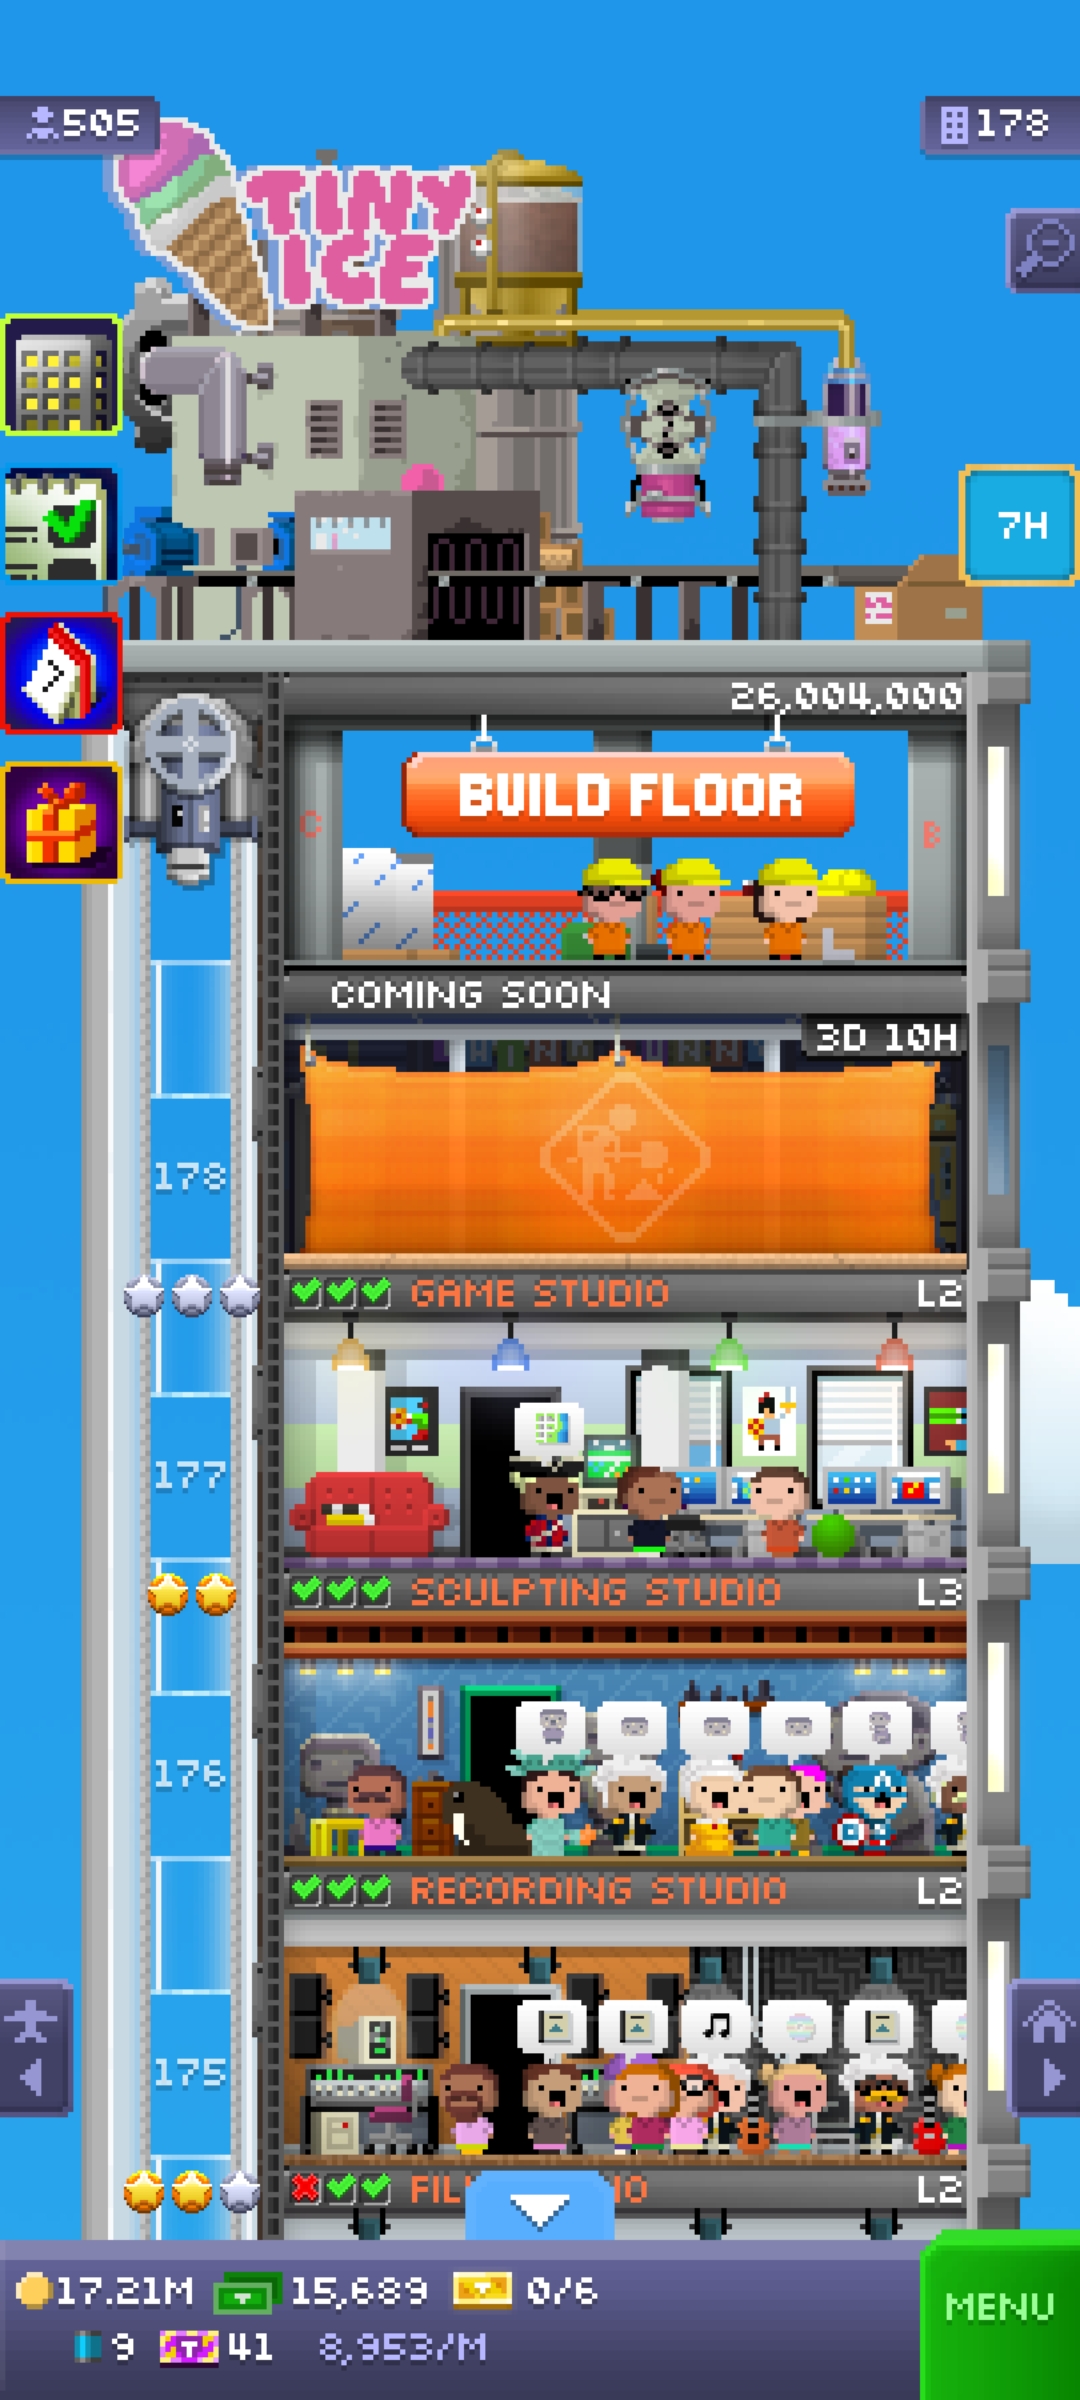 505
178
TINY
ICE
7H
7
26,004,000
BUILD FLOOR
C
B
COMING SOON
3D 10H
178
GAME STUDIO L2
177
SCULPTING STUDIO L3
176
RECORDING STUDIO L2
175
L2
17.21M 15,689 0/6
MENU
9 41 8,953/M